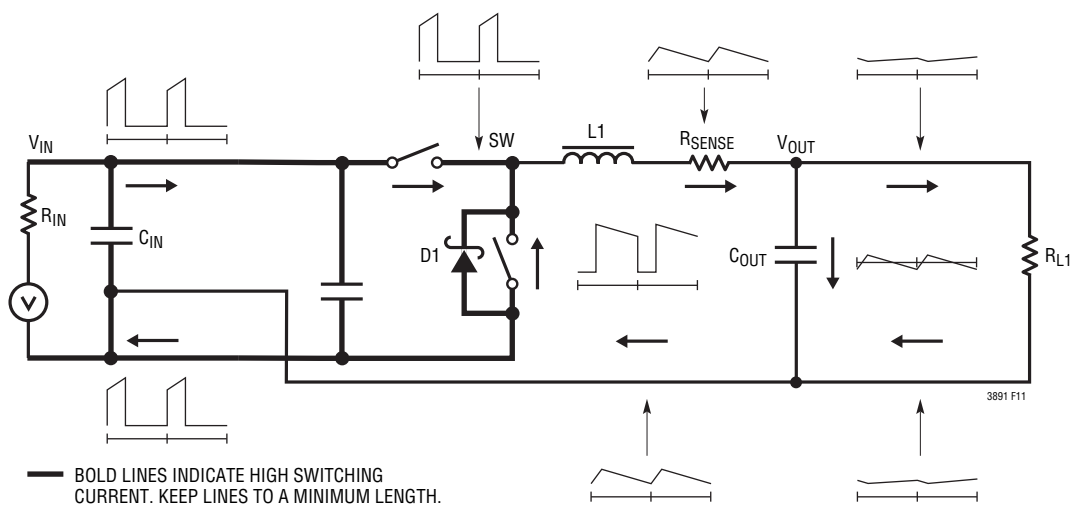 SW
L1
RSENSE
VOUT
VIN
RIN
CIN
D1
COUT
RL1
V
3891 F11
BOLD LINES INDICATE HIGH SWITCHING
CURRENT. KEEP LINES TO A MINIMUM LENGTH.